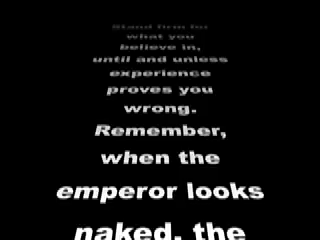 Stand firm for
what you
believe in,
until and unless
experience
proves you
wrong.
Remember,
when the
emperor looks
naked, the